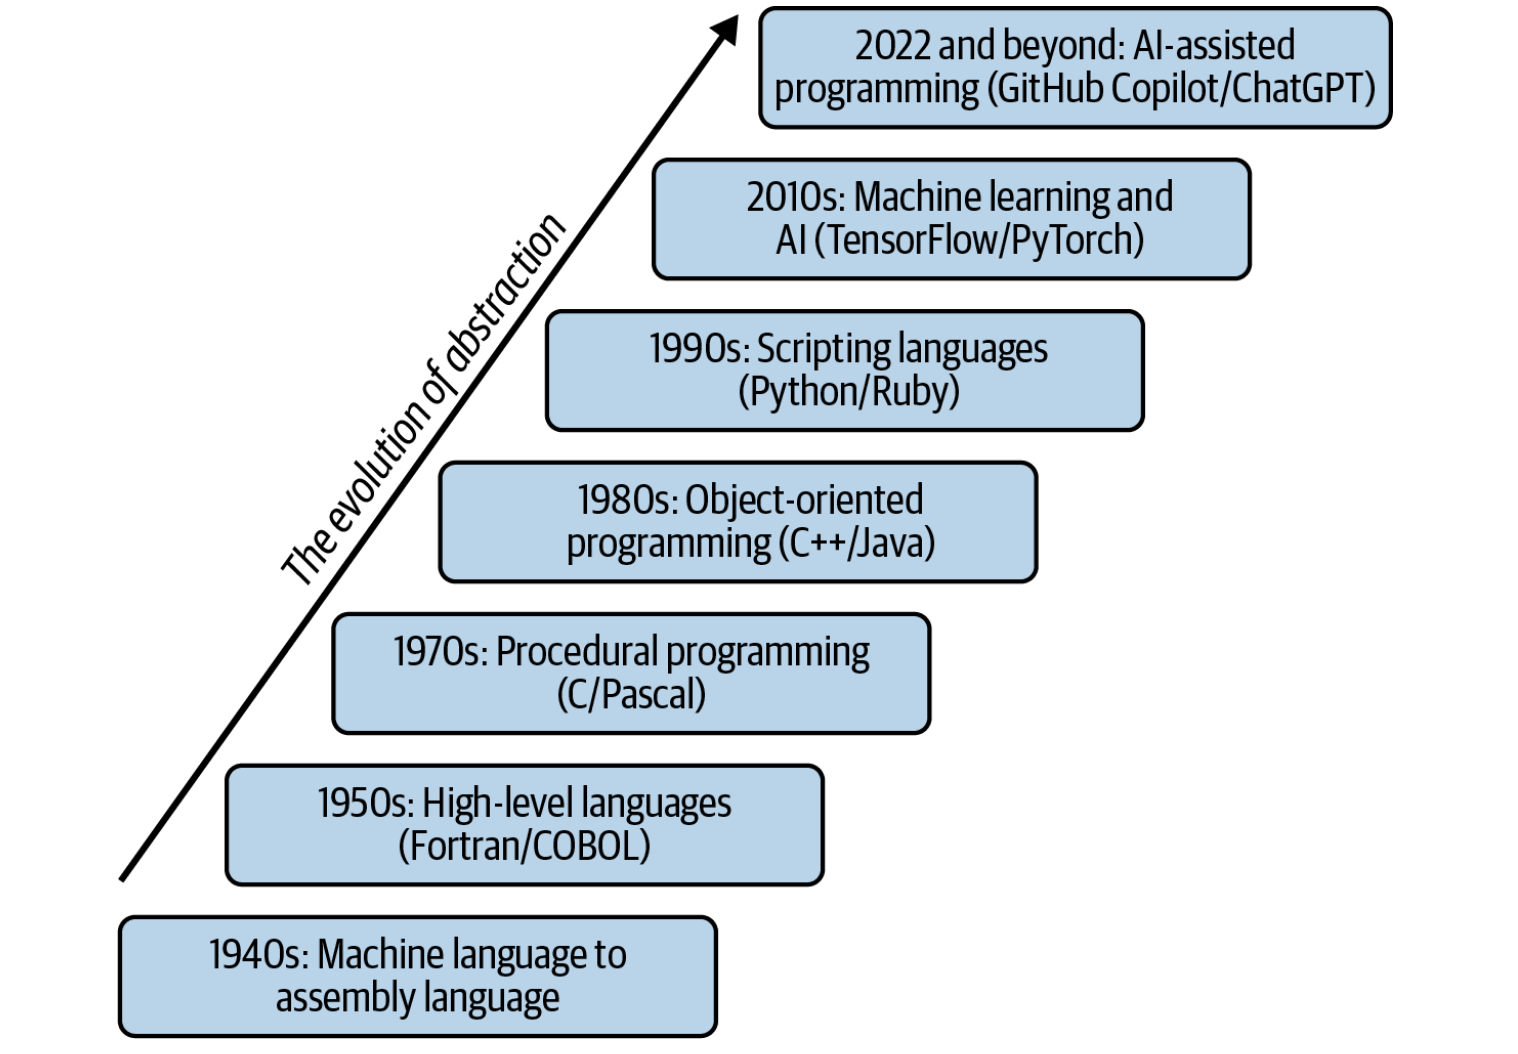 2022 and beyond: AI-assisted
programming (GitHub Copilot/ChatGPT)
2010s: Machine learning and
AI (TensorFlow/PyTorch)
The evolution of abstraction
1990s: Scripting languages
(Python/Ruby)
1980s: Object-oriented
programming (C++/Java)
1970s: Procedural programming
(C/Pascal)
1950s: High-level languages
(Fortran/COBOL)
1940s: Machine language to
assembly language